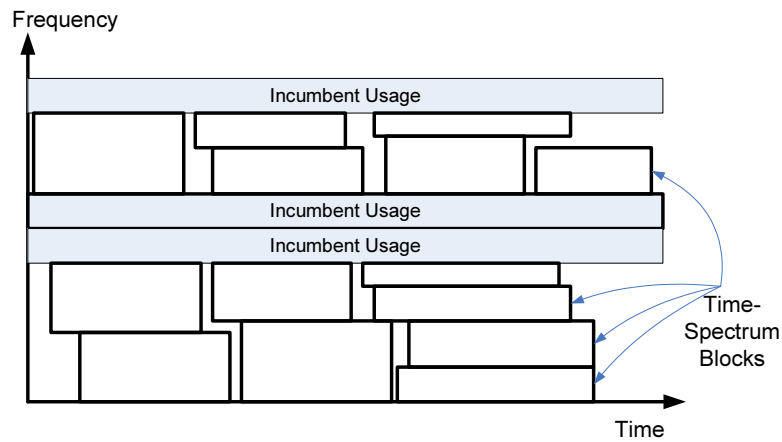 Frequency
Incumbent Usage
Incumbent Usage
Incumbent Usage
Time-
Spectrum
Blocks
Time